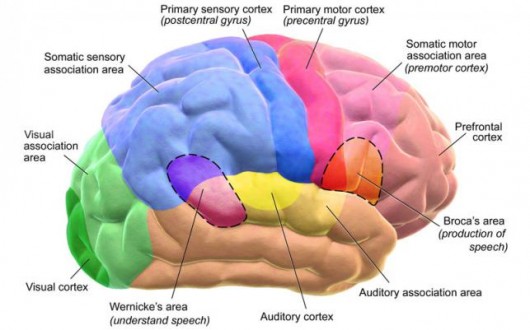 Primary sensory cortex
(postcentral gyrus)
Primary motor cortex
(precentral gyrus)
Somatic sensory
association area
Somatic motor
association area
(premotor cortex)
Visual
association
area
Prefrontal
cortex
Broca's area
(production of
speech)
Visual cortex
Wernicke's area
(understand speech)
Auditory cortex
Auditory association area